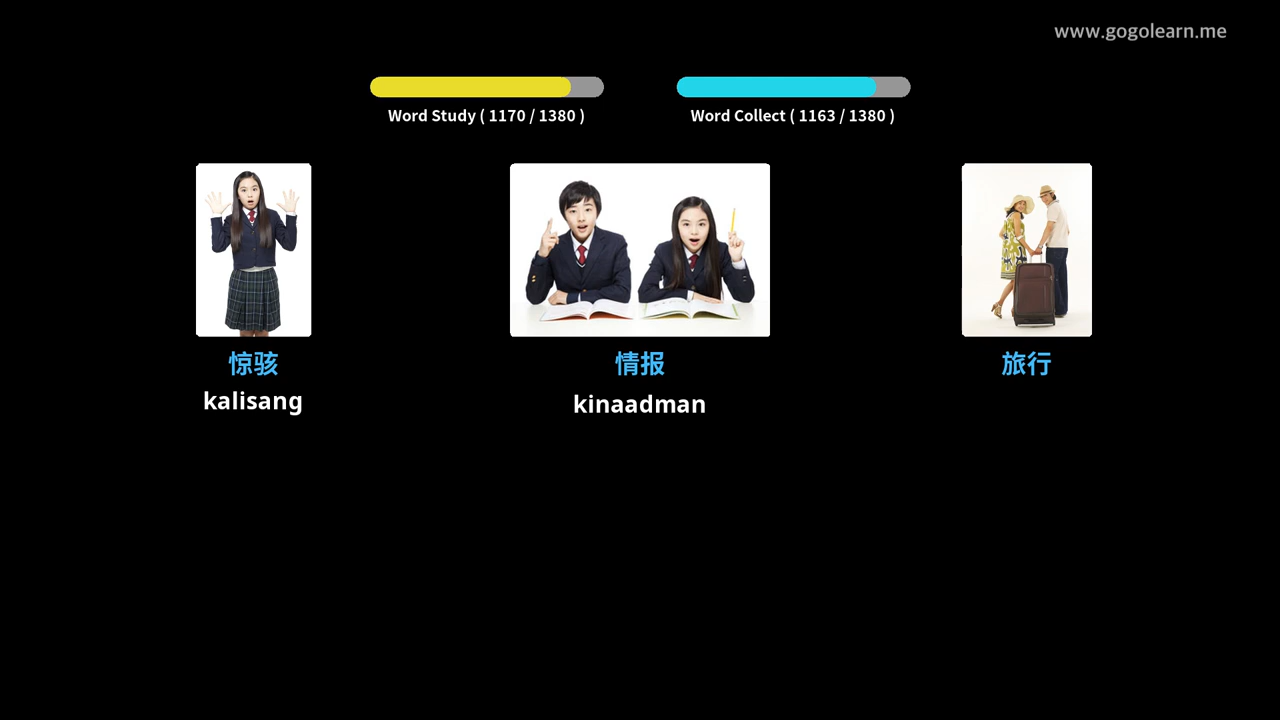 www.gogolearn.me
Word Study ( 1170 / 1380 )
Word Collect ( 1163 / 1380 )
惊骇
情报
旅行
kalisang
kinaadman